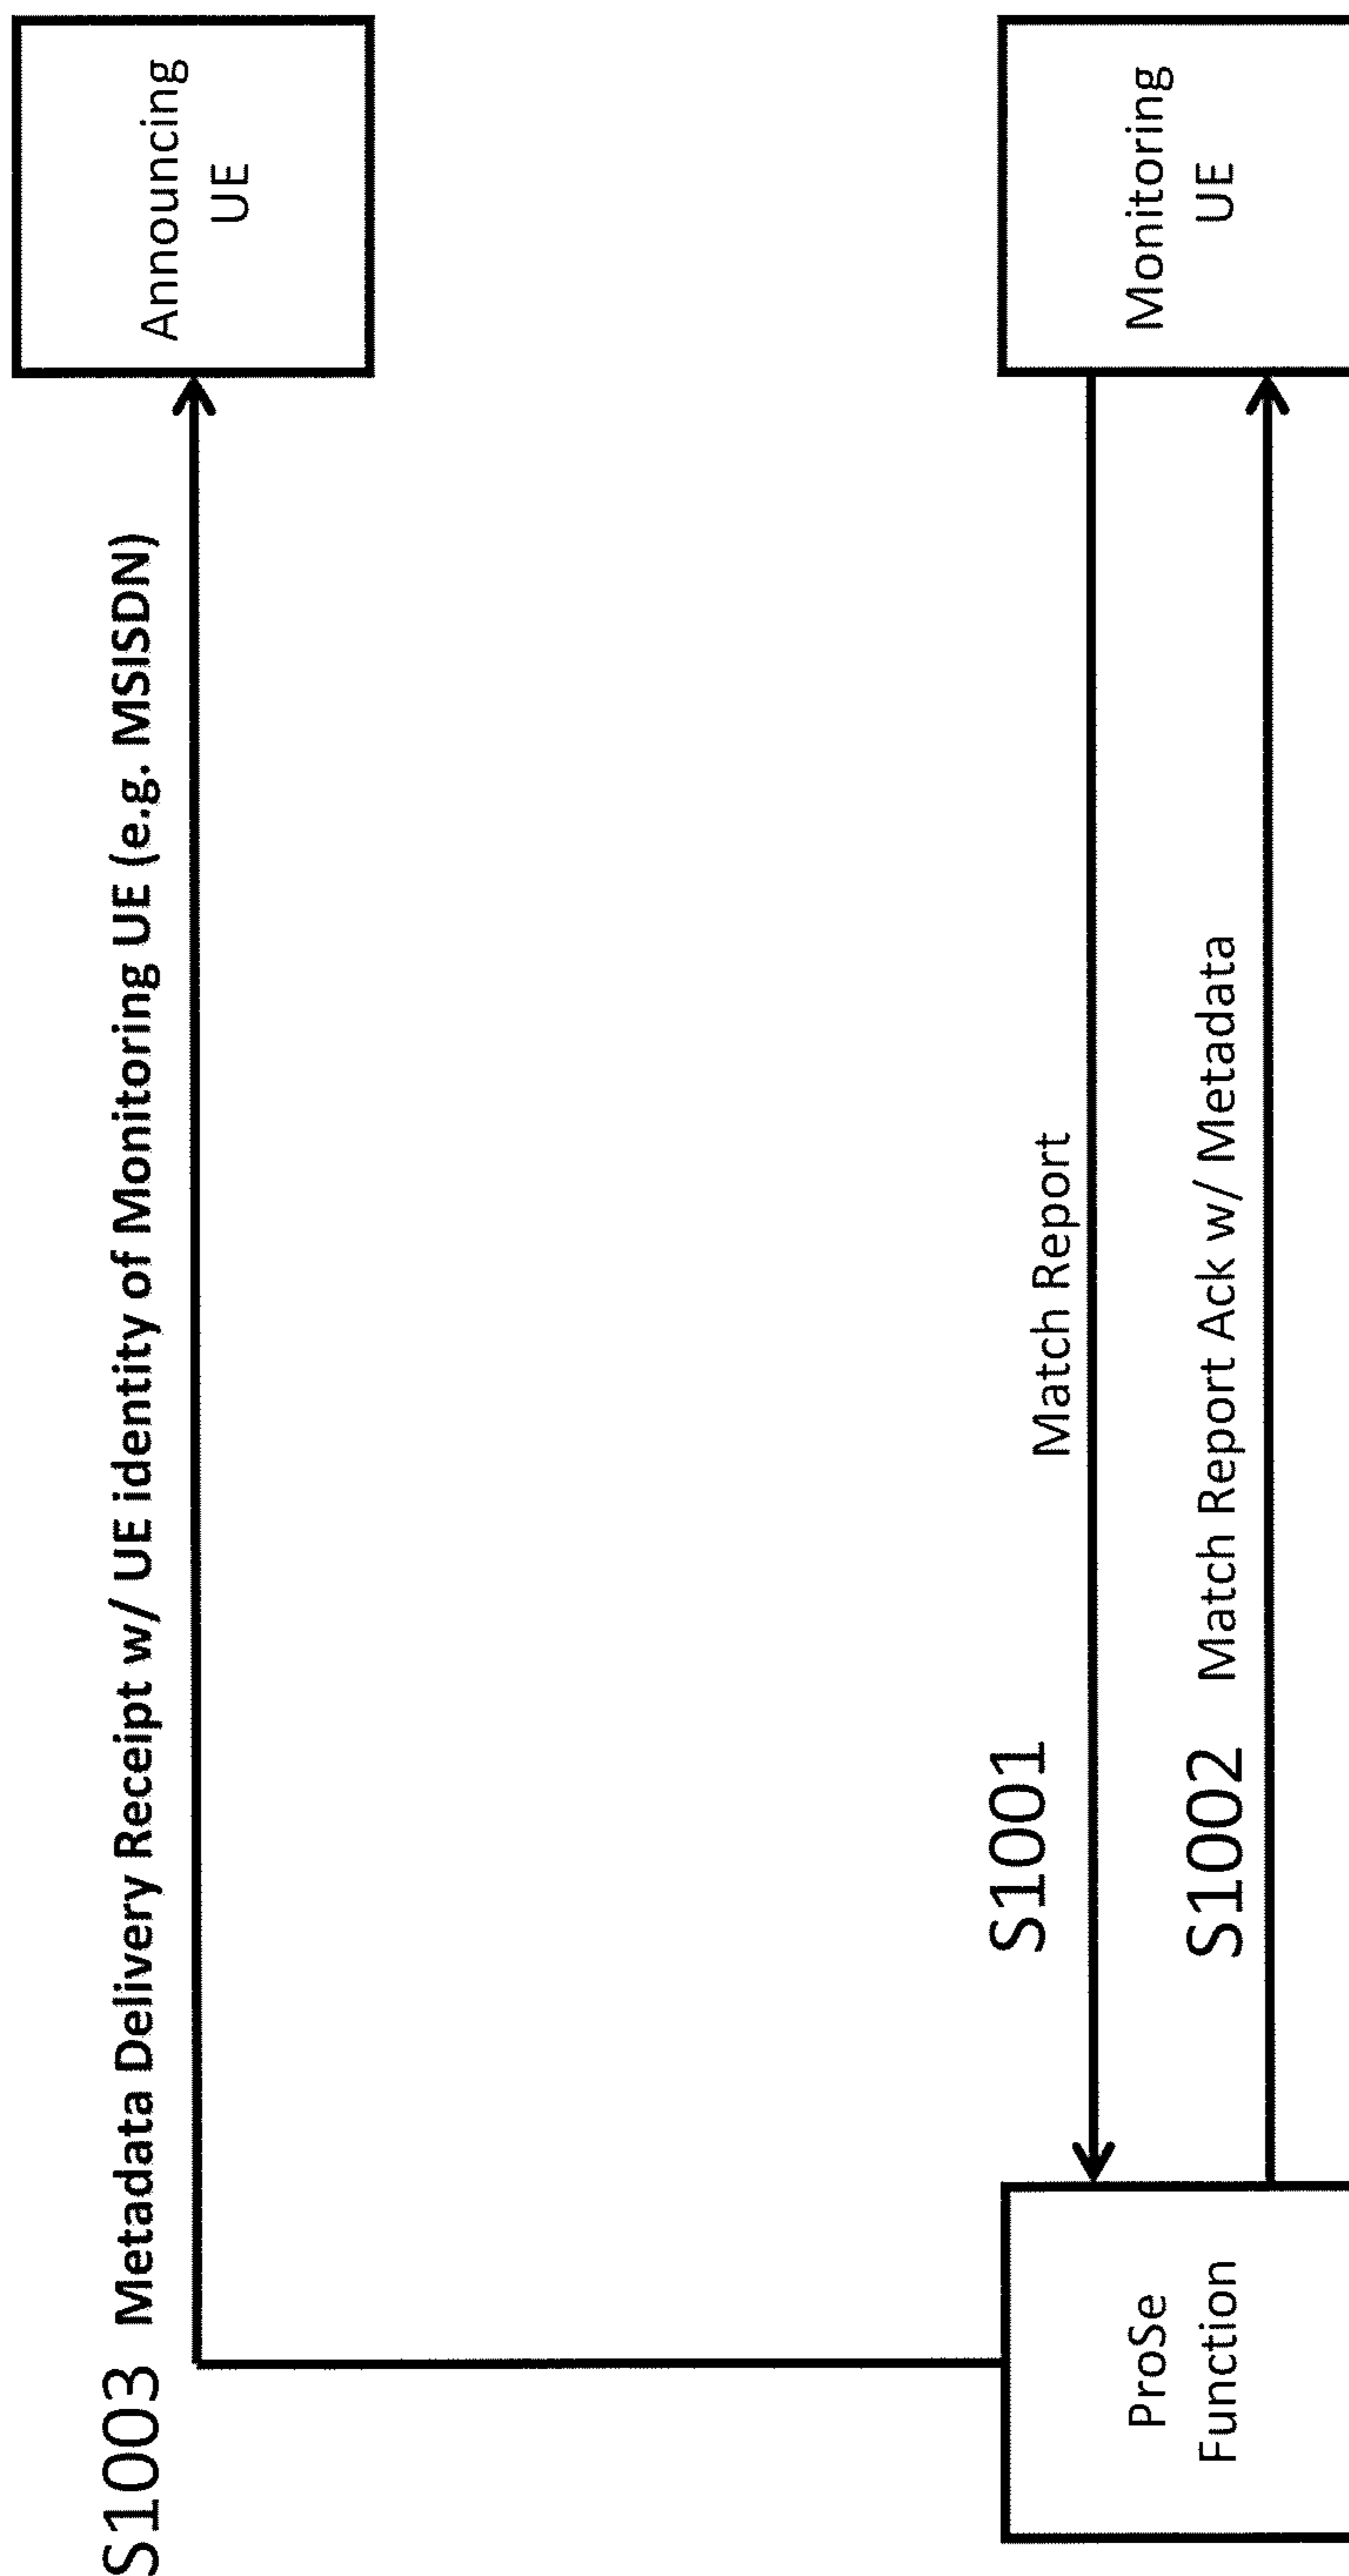 S1003 Metadata Delivery Receipt w/ UE identity of Monitoring UE (e.g. MSISDN)
Announcing
UE
S1001 Match Report
S1002 Match Report Ack w/ Metadata
ProSe
Function
Monitoring
UE